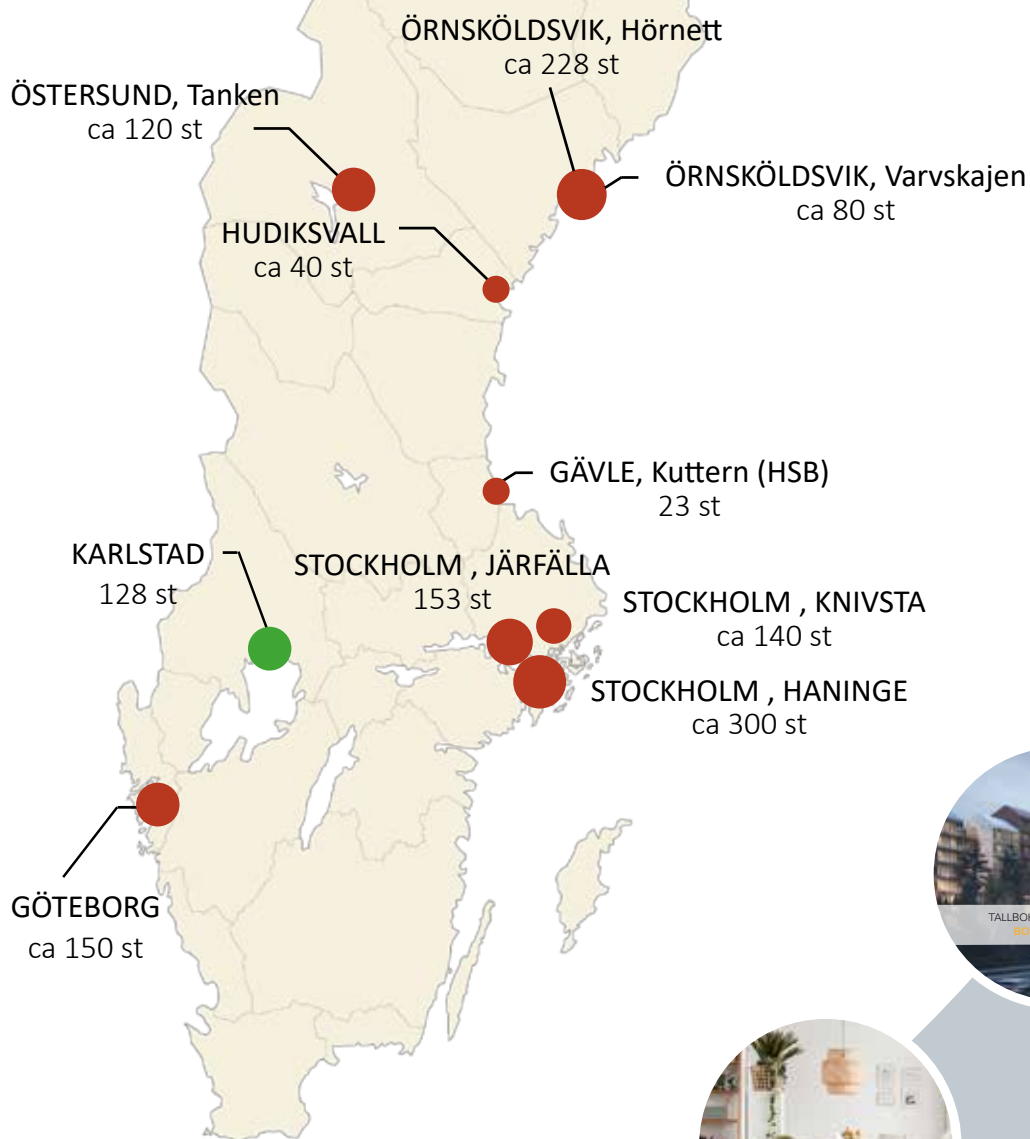 ÖRNSKÖLDSVIK, Hörnett
ca 228 st
ÖSTERSUND, Tanken
ca 120 st
ÖRNSKÖLDSVIK, Varvskajen
ca 80 st
HUDIKSVALL
ca 40 st
GÄVLE, Kuttern (HSB)
23 st
KARLSTAD
128 st
STOCKHOLM , JÄRFÄLLA
153 st
STOCKHOLM , KNIVSTA
ca 140 st
STOCKHOLM , HANINGE
ca 300 st
GÖTEBORG
ca 150 st